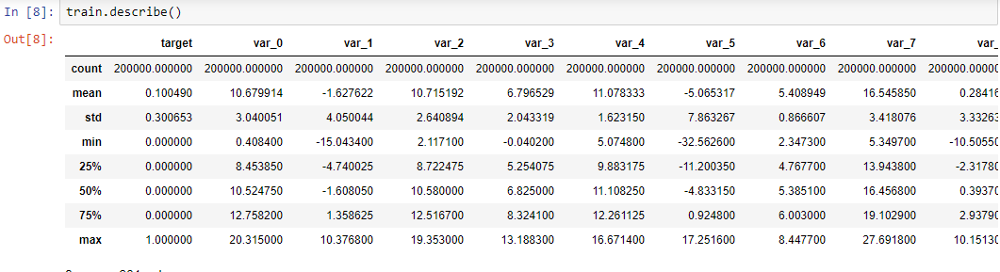 In [8]: train.describe()
Out[8]:
target var_0 var_1 var_2 var_3 var_4 var_5 var_6 var_7 var_
count 200000.000000 200000.000000 200000.000000 200000.000000 200000.000000 200000.000000 200000.000000 200000.000000 200000.000000 200000.0000
mean 0.100490 10.679914 -1.627622 10.715192 6.796529 11.078333 -5.065317 5.408949 16.545850 0.28416
std 0.300653 3.040051 4.050044 2.640894 2.043319 1.623150 7.863267 0.866607 3.418076 3.33263
min 0.000000 0.408400 -15.043400 2.117100 -0.040200 5.074800 -32.562600 2.347300 5.349700 -10.50550
25% 0.000000 8.453850 -4.740025 8.722475 5.254075 9.883175 -11.200350 4.767700 13.943800 -2.31780
50% 0.000000 10.524750 -1.608050 10.580000 6.825000 11.108250 -4.833150 5.385100 16.456800 0.39370
75% 0.000000 12.758200 1.358625 12.516700 8.324100 12.261125 0.924800 6.003000 19.102900 2.93790
max 1.000000 20.315000 10.376800 19.353000 13.188300 16.671400 17.251600 8.447700 27.691800 10.15130